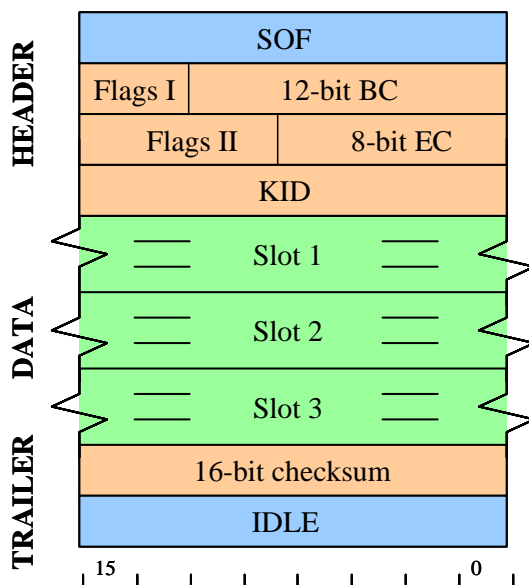 HEADER
SOF
Flags I 12-bit BC
Flags II 8-bit EC
KID
DATA
Slot 1
Slot 2
Slot 3
TRAILER
16-bit checksum
IDLE
15 0